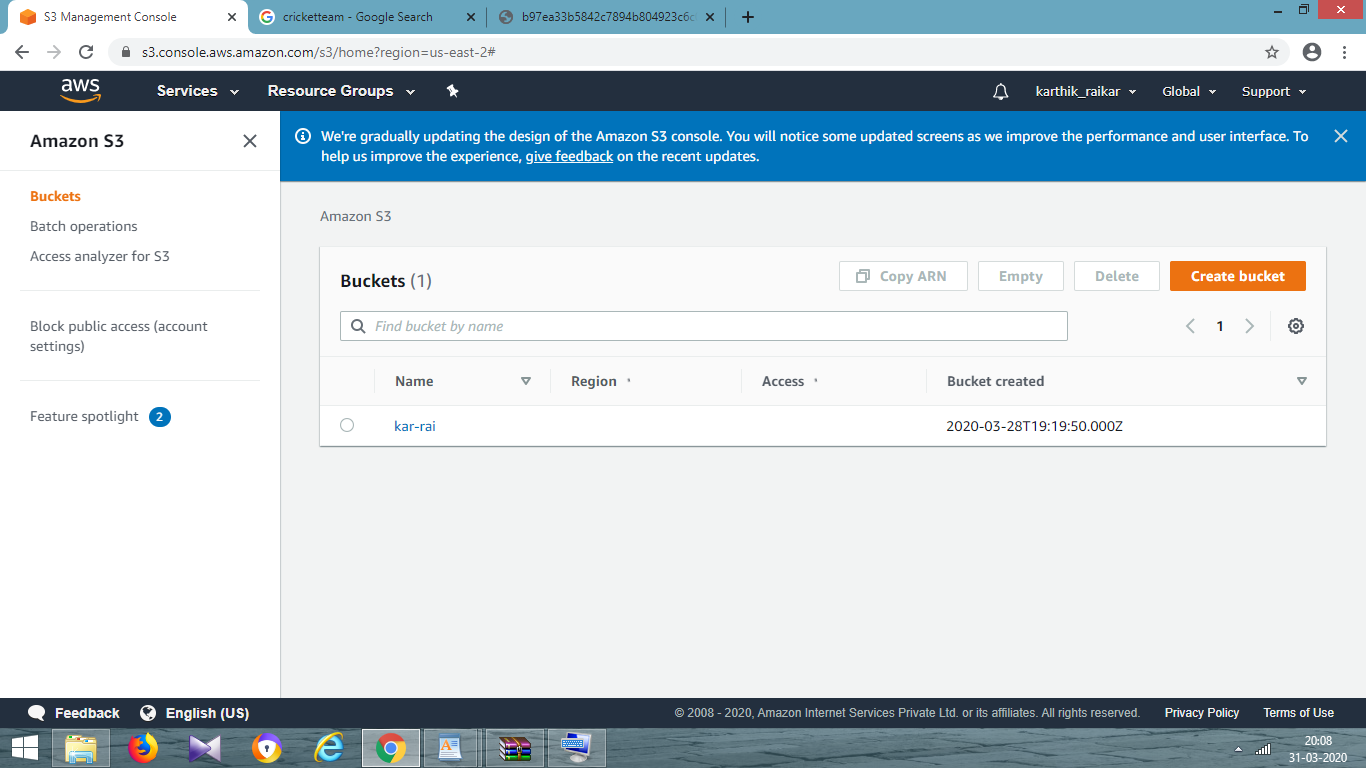 S3 Management Console
cricketteam - Google Search
b97ea33b5842c7894b804923c6c
s3.console.aws.amazon.com/s3/home?region=us-east-2#
aws
Services
Resource Groups
karthik_raikar
Global
Support
Amazon S3
We're gradually updating the design of the Amazon S3 console. You will notice some updated screens as we improve the performance and user interface. To
help us improve the experience, give feedback on the recent updates.
Buckets
Batch operations
Access analyzer for S3
Block public access (account
settings)
Feature spotlight 2
Amazon S3
Buckets (1)
Copy ARN
Empty
Delete
Create bucket
Find bucket by name
1
Name
Region
Access
Bucket created
kar-rai
2020-03-28T19:19:50.000Z
Feedback
English (US)
© 2008 - 2020, Amazon Internet Services Private Ltd. or its affiliates. All rights reserved.
Privacy Policy
Terms of Use
20:08
31-03-2020